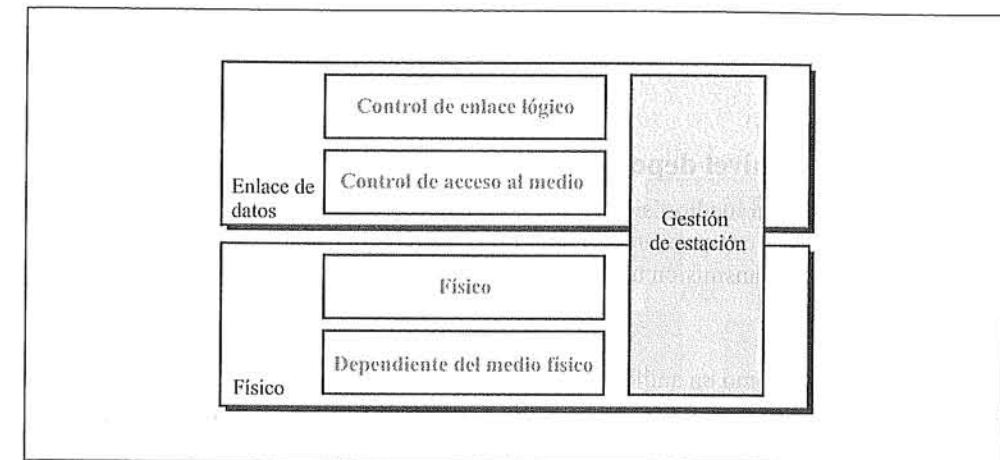 Control de enlace lógico
Control de acceso al medio
Enlace de
datos
Gestión
de estación
Físico
Dependiente del medio físico
Físico